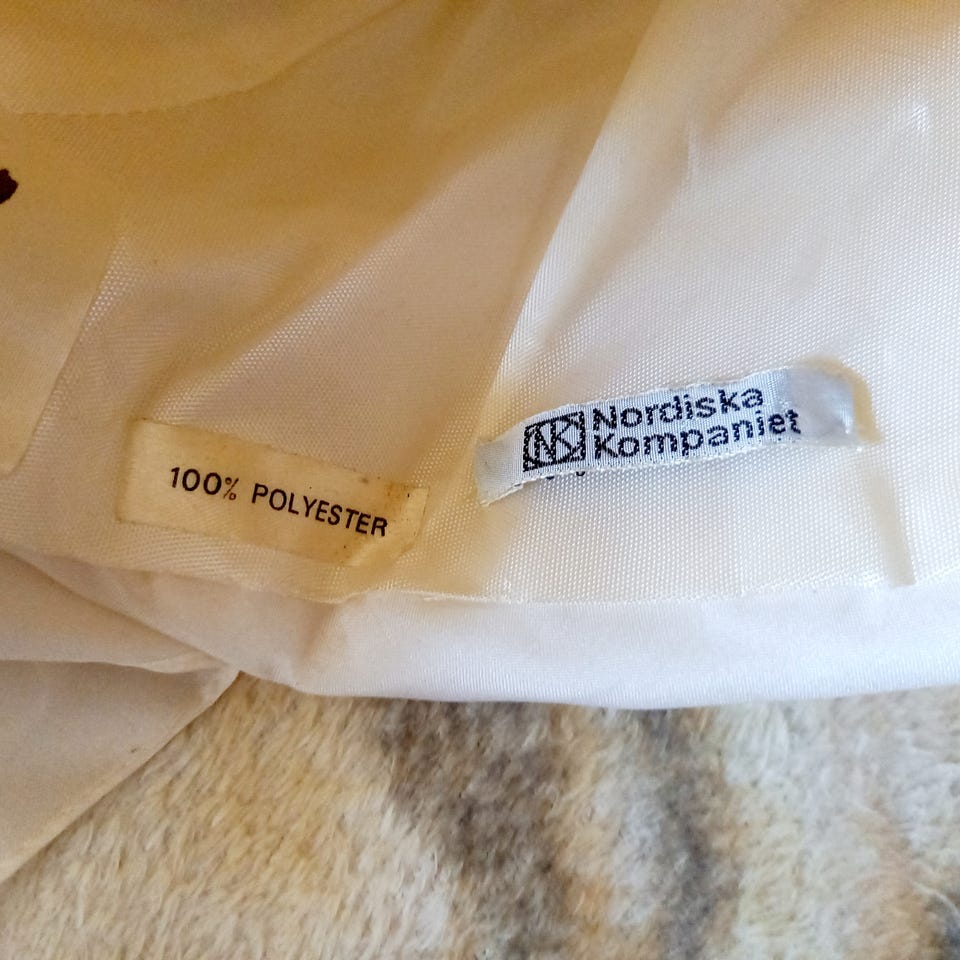 100% POLYESTER
NK Nordiska
Kompaniet